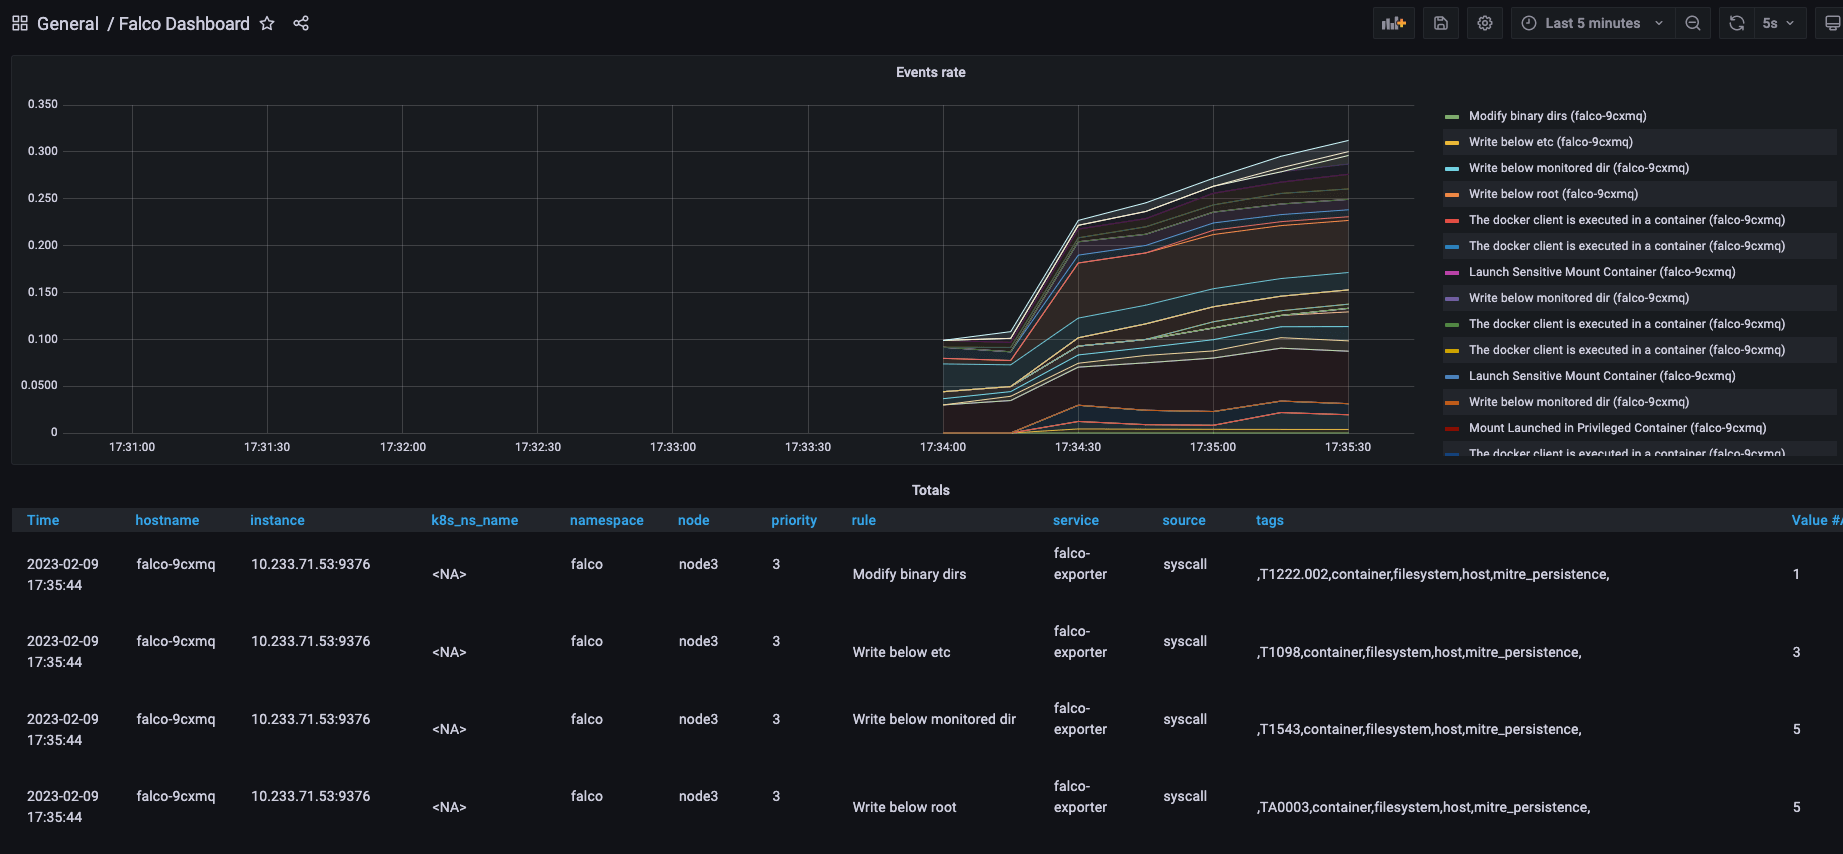 General / Falco Dashboard
Last 5 minutes
5s
Events rate
0.350
0.300
0.250
0.200
0.150
0.100
0.0500
0
17:31:00 17:31:30 17:32:00 17:32:30 17:33:00 17:33:30 17:34:00 17:34:30 17:35:00 17:35:30
Modify binary dirs (falco-9cxmq)
Write below etc (falco-9cxmq)
Write below monitored dir (falco-9cxmq)
Write below root (falco-9cxmq)
The docker client is executed in a container (falco-9cxmq)
The docker client is executed in a container (falco-9cxmq)
Launch Sensitive Mount Container (falco-9cxmq)
Write below monitored dir (falco-9cxmq)
The docker client is executed in a container (falco-9cxmq)
The docker client is executed in a container (falco-9cxmq)
Launch Sensitive Mount Container (falco-9cxmq)
Write below monitored dir (falco-9cxmq)
Mount Launched in Privileged Container (falco-9cxmq)
The docker client is executed in a container (falco-9cxmq)
Totals
Time hostname instance k8s_ns_name namespace node priority rule service source tags Value #A
2023-02-09 17:35:44 falco-9cxmq 10.233.71.53:9376 <NA> falco node3 3 Modify binary dirs falco-exporter syscall ,T1222.002,container,filesystem,host,mitre_persistence, 1
2023-02-09 17:35:44 falco-9cxmq 10.233.71.53:9376 <NA> falco node3 3 Write below etc falco-exporter syscall ,T1098,container,filesystem,host,mitre_persistence, 3
2023-02-09 17:35:44 falco-9cxmq 10.233.71.53:9376 <NA> falco node3 3 Write below monitored dir falco-exporter syscall ,T1543,container,filesystem,host,mitre_persistence, 5
2023-02-09 17:35:44 falco-9cxmq 10.233.71.53:9376 <NA> falco node3 3 Write below root falco-exporter syscall ,TA0003,container,filesystem,host,mitre_persistence, 5